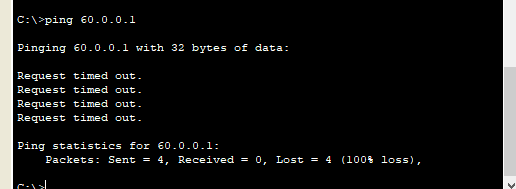 C:\>ping 60.0.0.1
Pinging 60.0.0.1 with 32 bytes of data:
Request timed out.
Request timed out.
Request timed out.
Request timed out.
Ping statistics for 60.0.0.1:
    Packets: Sent = 4, Received = 0, Lost = 4 (100% loss),
C:\>